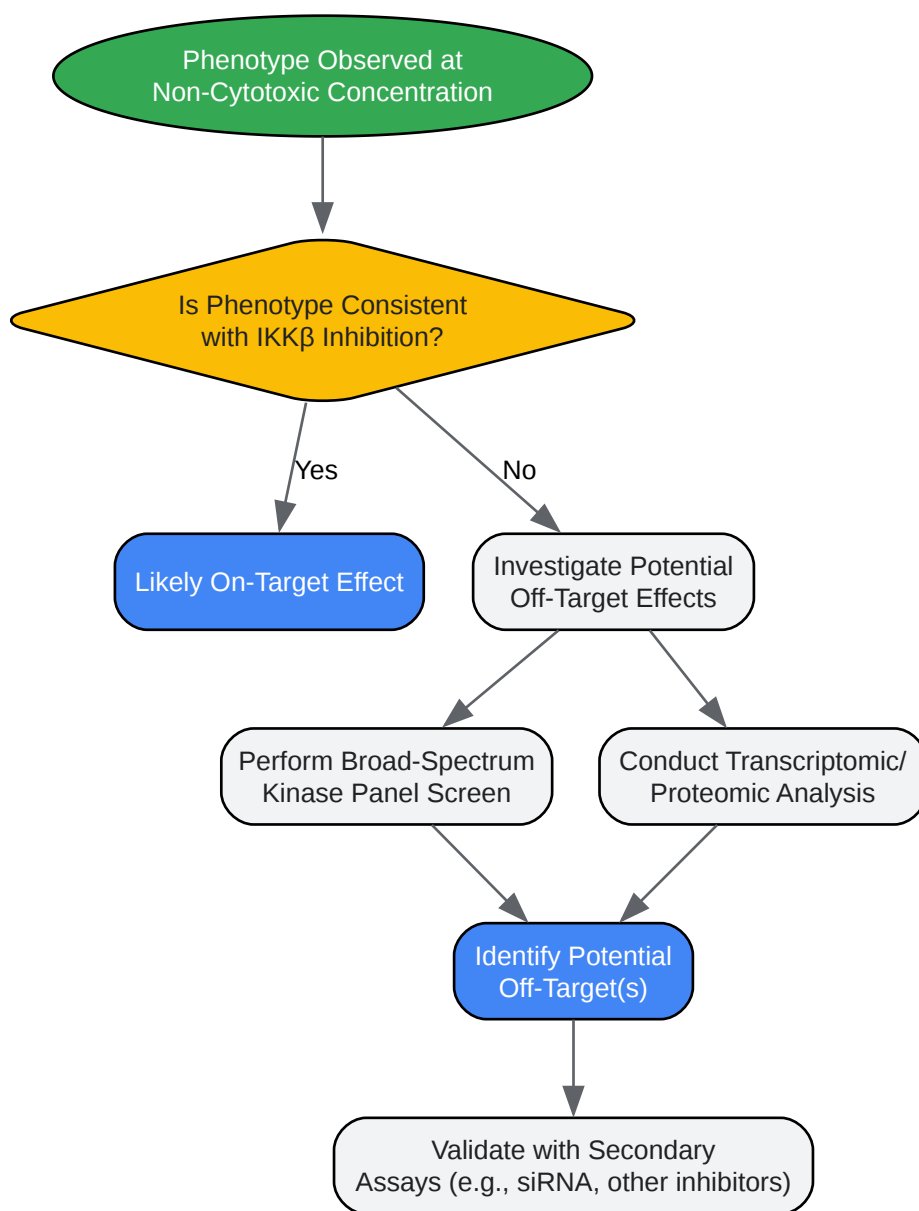 Phenotype Observed at
Non-Cytotoxic Concentration
Is Phenotype Consistent
with IKKβ Inhibition?
Yes
No
Likely On-Target Effect
Investigate Potential
Off-Target Effects
Perform Broad-Spectrum
Kinase Panel Screen
Conduct Transcriptomic/
Proteomic Analysis
Identify Potential
Off-Target(s)
Validate with Secondary
Assays (e.g., siRNA, other inhibitors)